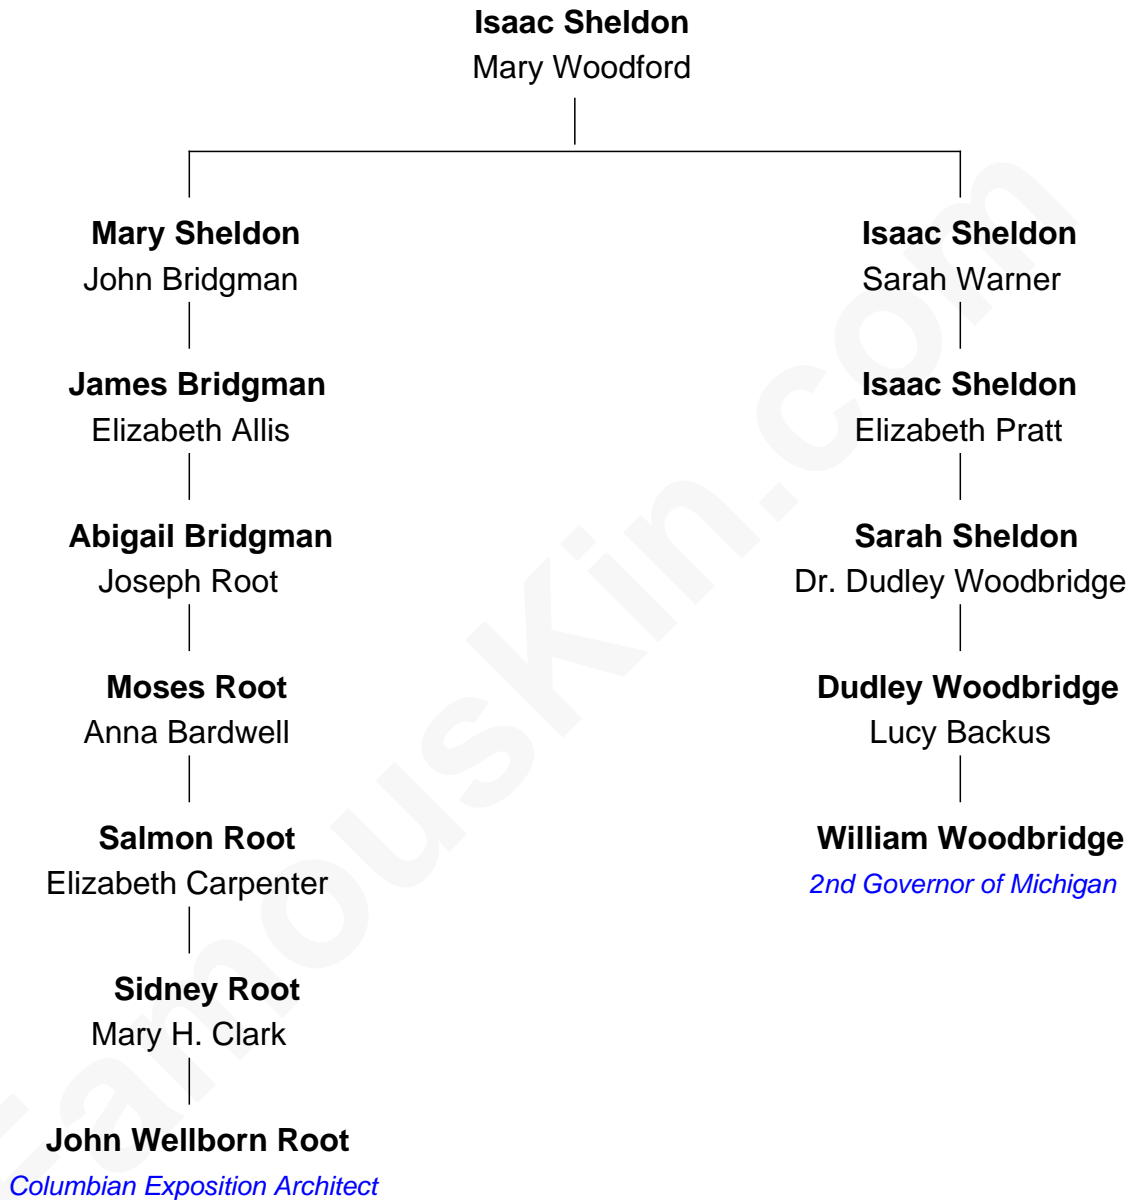 Isaac Sheldon
Mary Woodford
Mary Sheldon
John Bridgman
Isaac Sheldon
Sarah Warner
James Bridgman
Elizabeth Allis
Isaac Sheldon
Elizabeth Pratt
Abigail Bridgman
Joseph Root
Sarah Sheldon
Dr. Dudley Woodbridge
Moses Root
Anna Bardwell
Dudley Woodbridge
Lucy Backus
Salmon Root
Elizabeth Carpenter
William Woodbridge
2nd Governor of Michigan
Sidney Root
Mary H. Clark
John Wellborn Root
Columbian Exposition Architect
FamousKin.com